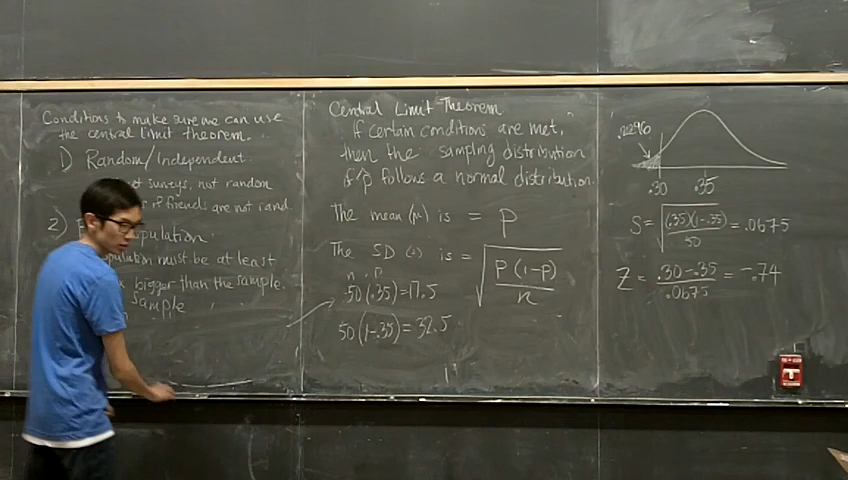 Conditions to make sure we can use
the central limit theorem.
1) Random/Independent
surveys, not random
of friends are not rand
2)
population must be at least
bigger than the sample.
sample
Central Limit Theorem
If certain conditions are met,
then the sampling distribution
of p̂ follows a normal distribution.
The mean (μ) is = p
The SD is = √(p(1-p)/n)
n p
50(.35)=17.5
50(1-.35)=32.5
.2296
.30 .35
S = √((.35)(1-.35)/50) = .0675
Z = (.30-.35)/.0675 = -.74